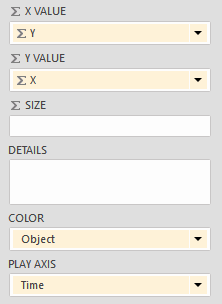 Σ X VALUE
Σ Y
Σ Y VALUE
Σ X
Σ SIZE
DETAILS
COLOR
Object
PLAY AXIS
Time